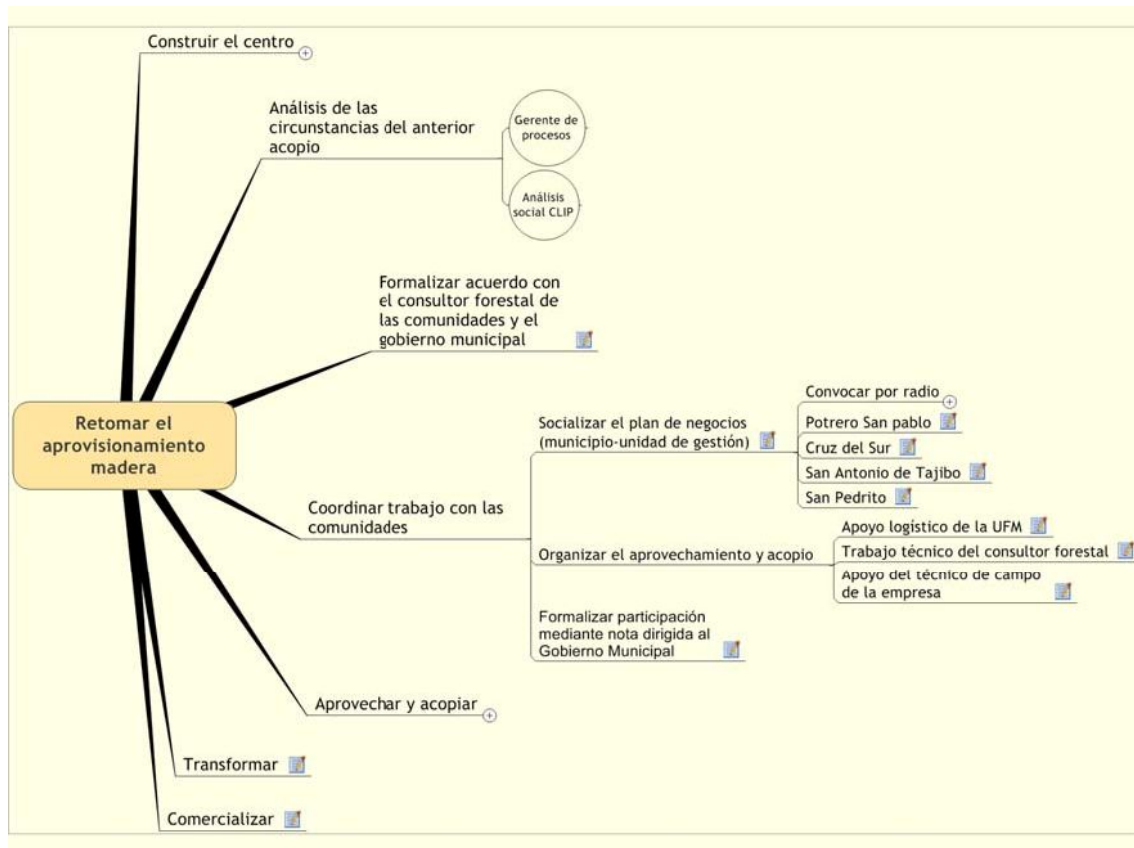 Construir el centro
Análisis de las
circunstancias del anterior
acopio
Gerente de
procesos
Análisis
social CLIP
Formalizar acuerdo con
el consultor forestal de
las comunidades y el
gobierno municipal
Retomar el
aprovisionamiento
madera
Coordinar trabajo con las
comunidades
Socializar el plan de negocios
(municipio-unidad de gestión)
Convocar por radio
Potrero San pablo
Cruz del Sur
San Antonio de Tajibo
San Pedrito
Organizar el aprovechamiento y acopio
Apoyo logístico de la UFM
Trabajo técnico del consultor forestal
Apoyo del técnico de campo
de la empresa
Formalizar participación
mediante nota dirigida al
Gobierno Municipal
Aprovechar y acopiar
Transformar
Comercializar